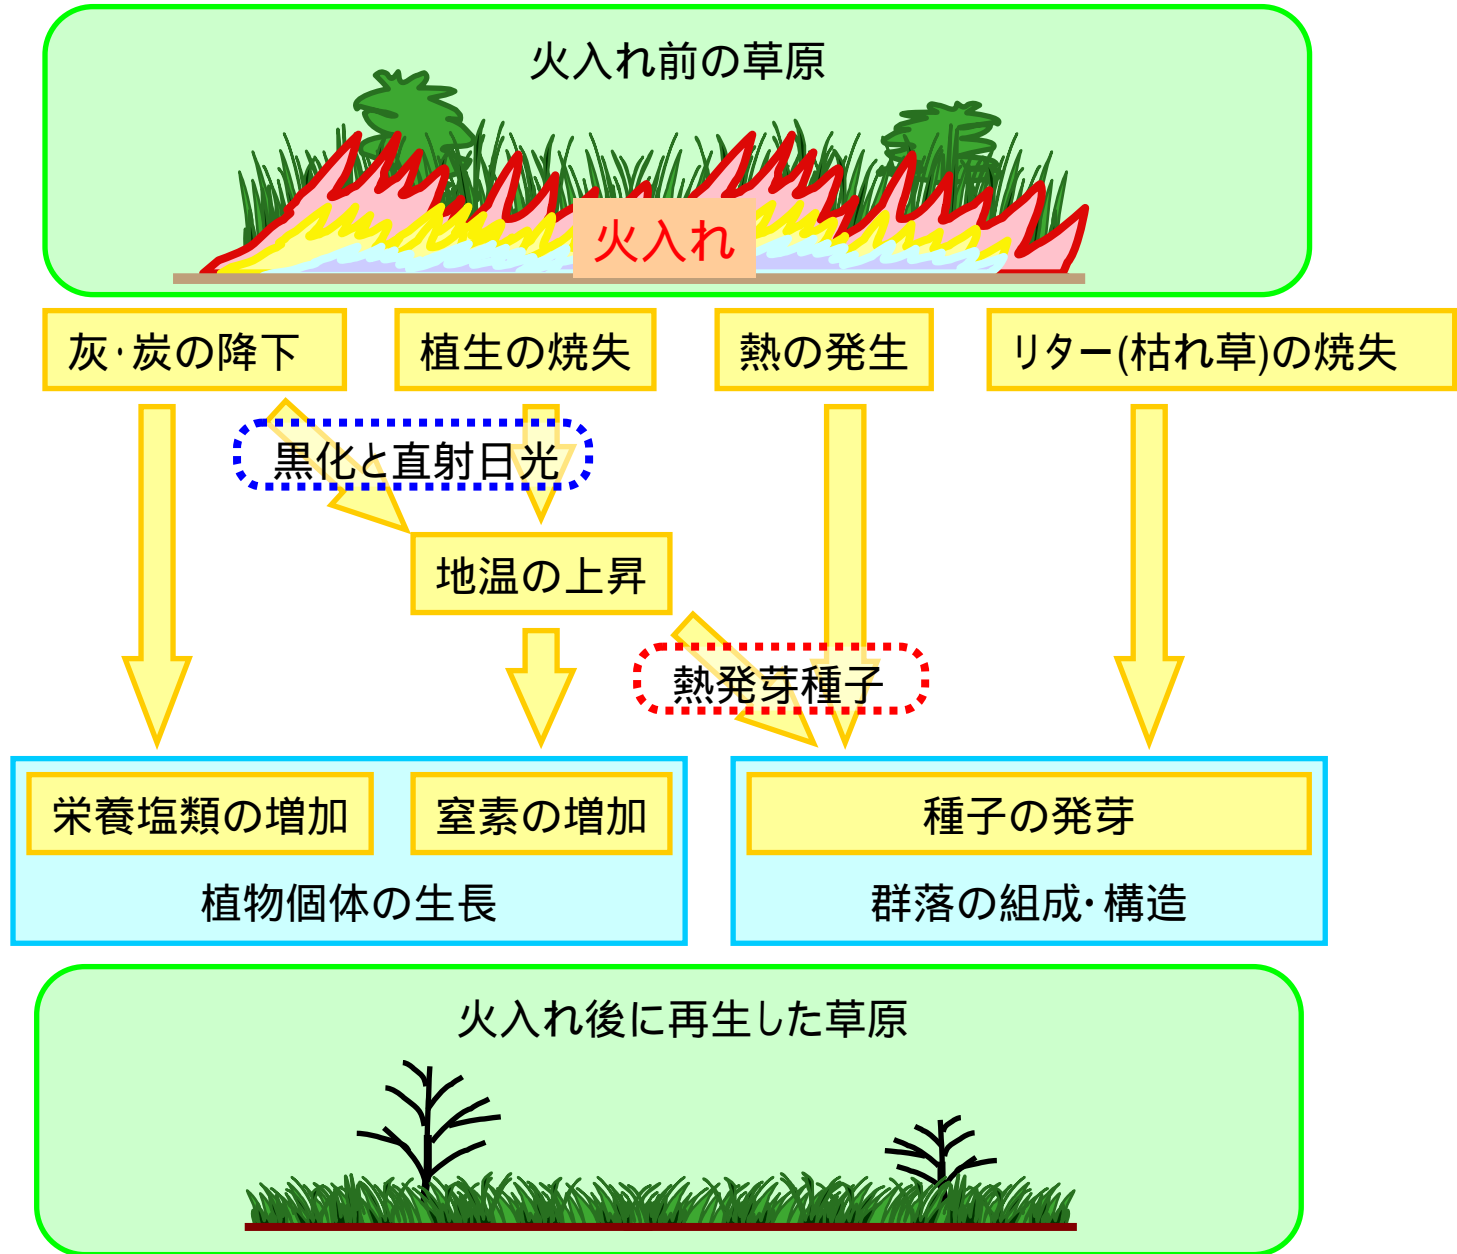 火入れ前の草原
火入れ
灰・炭の降下
植生の焼失
熱の発生
リター(枯れ草)の焼失
黒化と直射日光
地温の上昇
熱発芽種子
栄養塩類の増加
窒素の増加
種子の発芽
植物個体の生長
群落の組成・構造
火入れ後に再生した草原